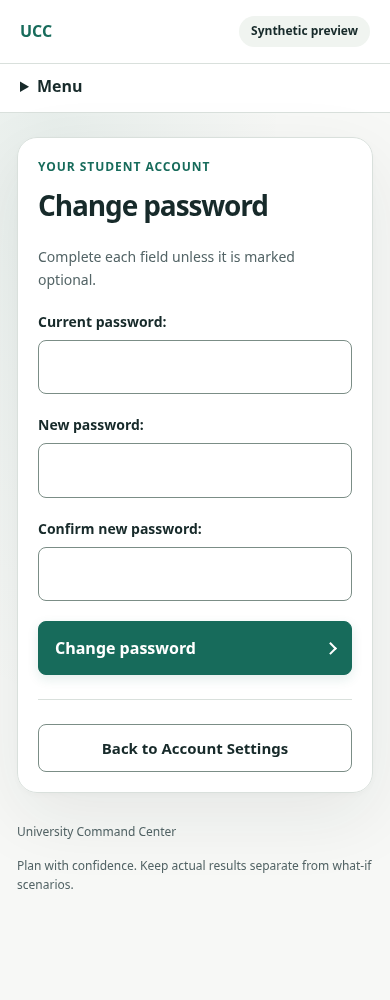 UCC
Synthetic preview
Menu
YOUR STUDENT ACCOUNT
Change password
Complete each field unless it is marked
optional.
Current password:
New password:
Confirm new password:
Change password
Back to Account Settings
University Command Center
Plan with confidence. Keep actual results separate from what-if
scenarios.